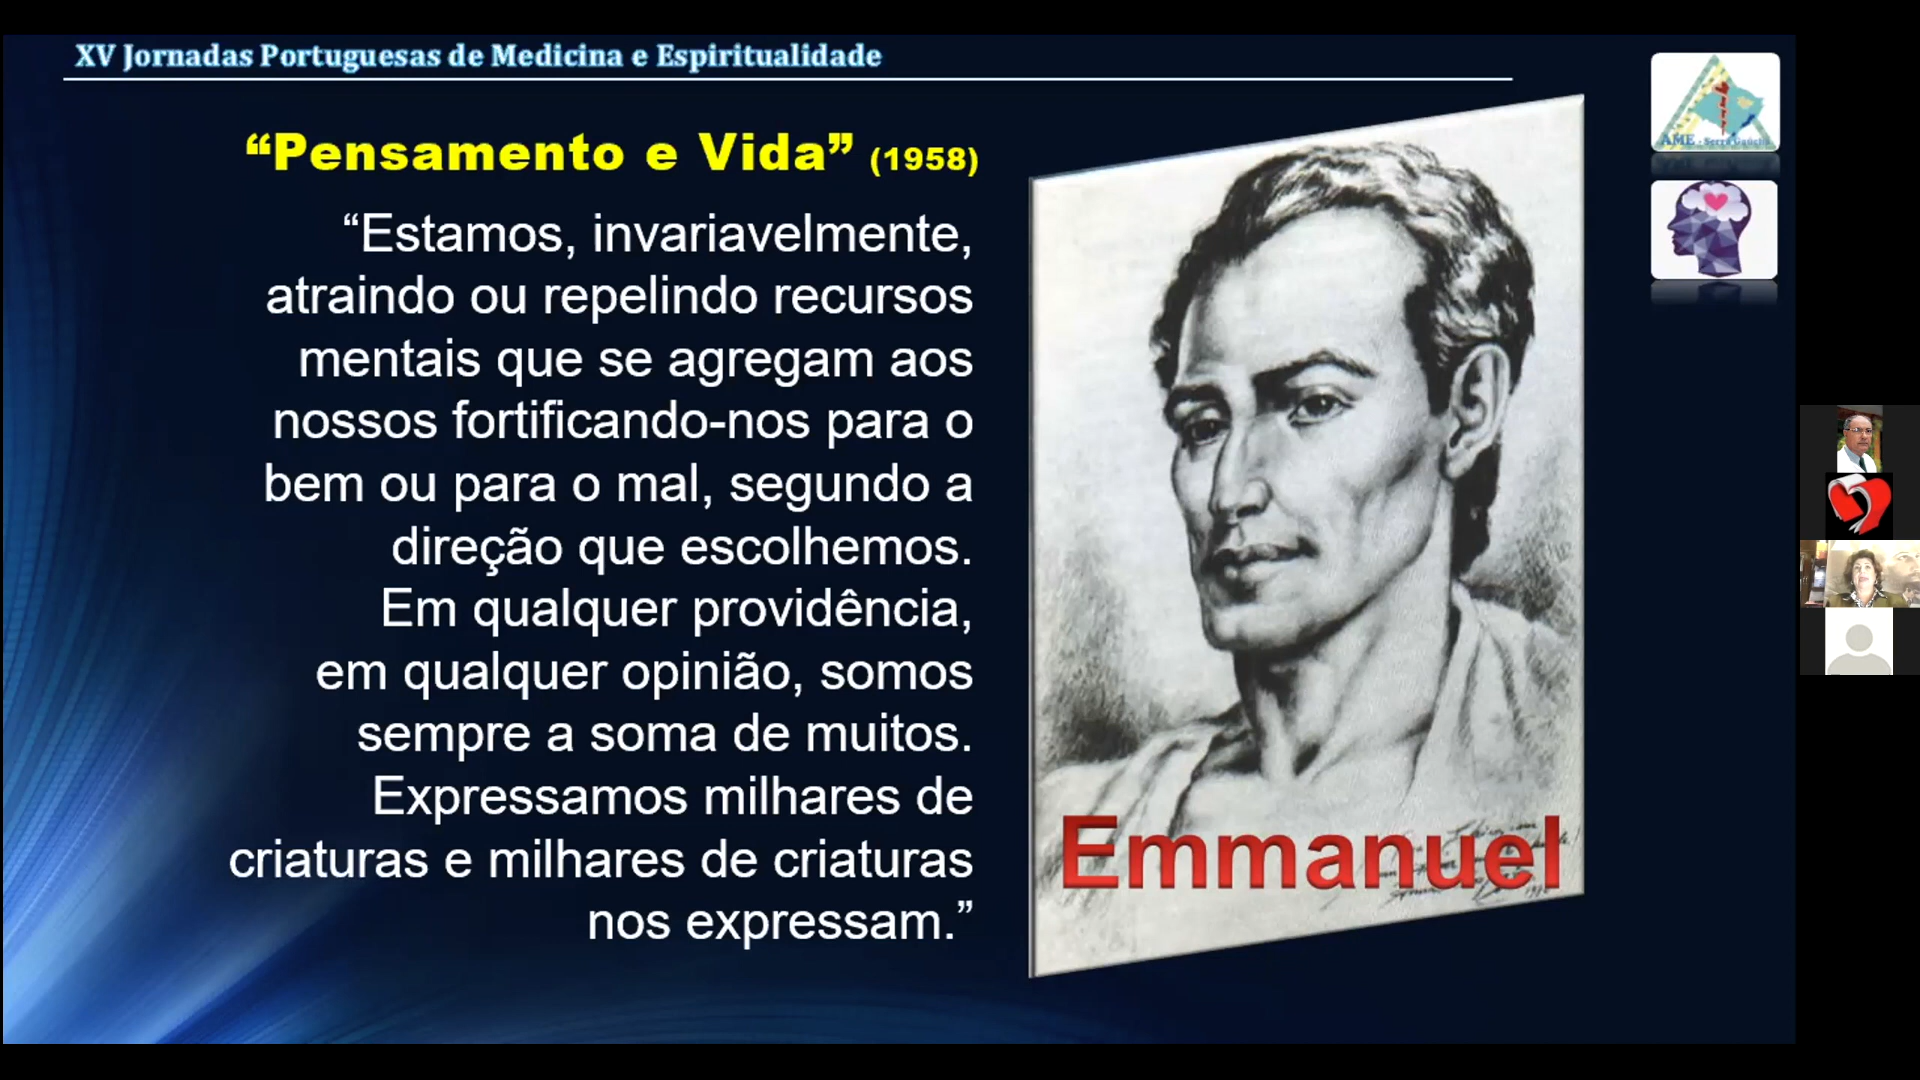 XV Jornadas Portuguesas de Medicina e Espiritualidade
“Pensamento e Vida” (1958)
“Estamos, invariavelmente,
atraindo ou repelindo recursos
mentais que se agregam aos
nossos fortificando-nos para o
bem ou para o mal, segundo a
direção que escolhemos.
Em qualquer providência,
em qualquer opinião, somos
sempre a soma de muitos.
Expressamos milhares de
criaturas e milhares de criaturas
nos expressam.”
Emmanuel
AME - Serra Gaúcha